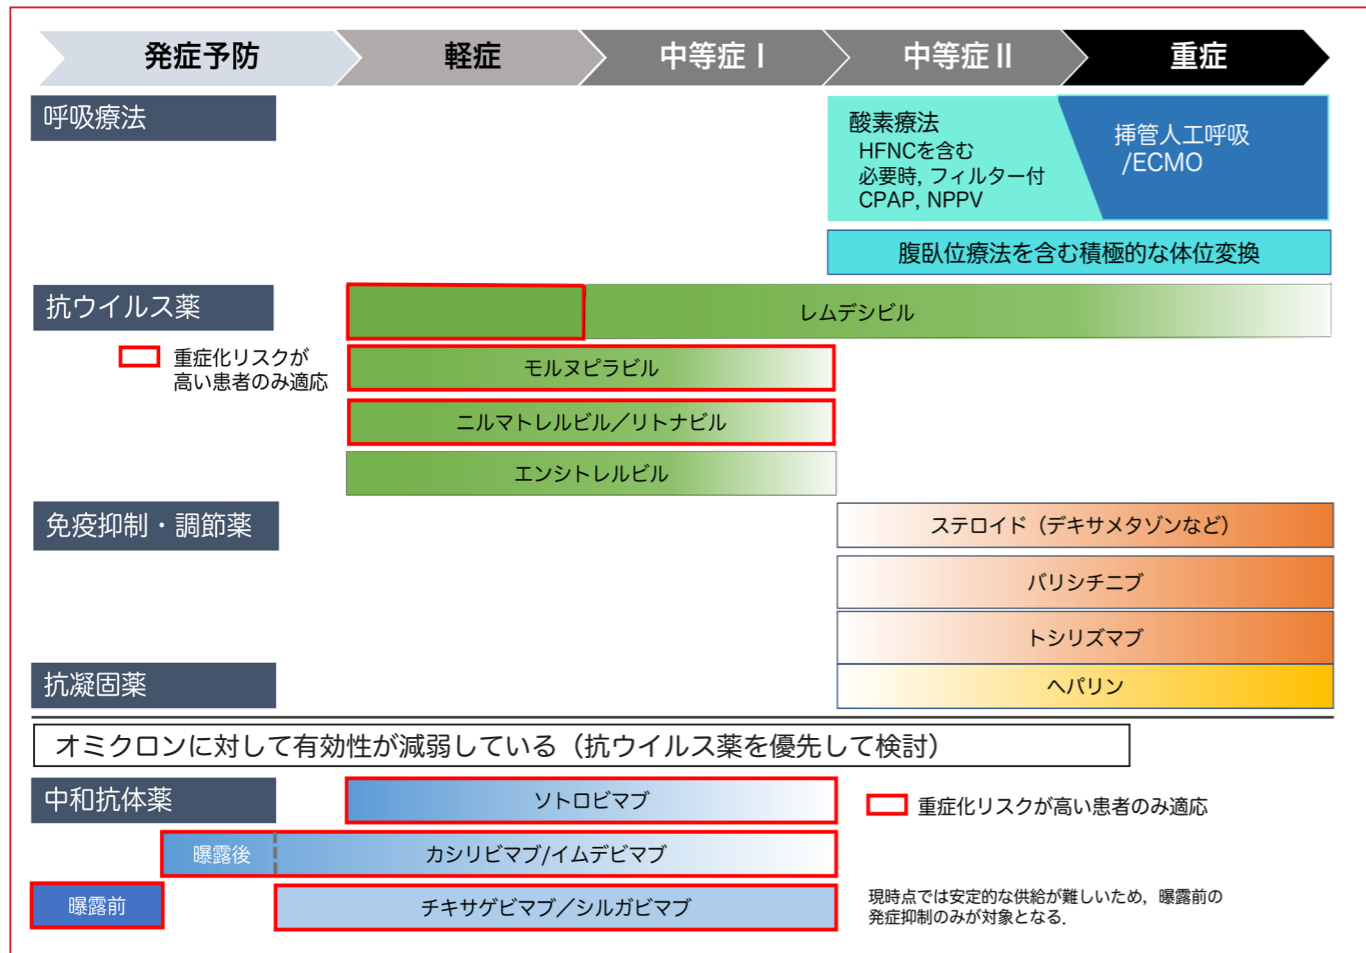 発症予防
軽症
中等症Ⅰ
中等症Ⅱ
重症
呼吸療法
酸素療法
HFNCを含む
必要時, フィルター付
CPAP, NPPV
挿管人工呼吸
/ECMO
腹臥位療法を含む積極的な体位変換
抗ウイルス薬
重症化リスクが
高い患者のみ適応
レムデシビル
モルヌピラビル
ニルマトレルビル／リトナビル
エンシトレルビル
免疫抑制・調節薬
ステロイド（デキサメタゾンなど）
バリシチニブ
トシリズマブ
抗凝固薬
ヘパリン
オミクロンに対して有効性が減弱している（抗ウイルス薬を優先して検討）
中和抗体薬
ソトロビマブ
重症化リスクが高い患者のみ適応
曝露後
カシリビマブ/イムデビマブ
曝露前
チキサゲビマブ／シルガビマブ
現時点では安定的な供給が難しいため，曝露前の
発症抑制のみが対象となる．